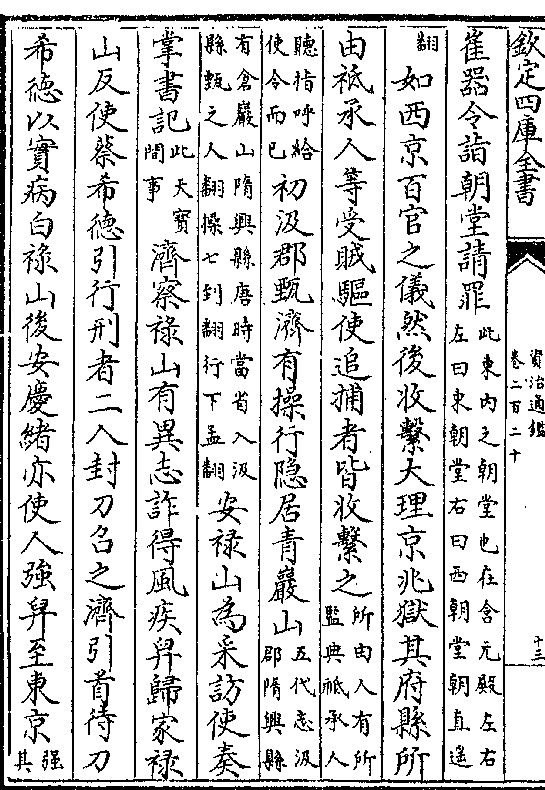 欽定四庫全書
資治通鑑
卷二百二十
十三
崔器令詣朝堂請罪此東内之朝堂也在含元殿左右左曰東朝堂右曰西朝堂朝直遙
翻如西京百官之儀然後收繫大理京兆獄其府縣所
由祗承人等受賊驅使追捕者皆收繫之所由人有所監典祗承人
聽指呼給使令而已初汲郡甄濟有操行隐居青巖山五代志汲郡隋興縣
有倉巖山隋興縣唐時當省入汲縣甄之人翻操七到翻行下孟翻安禄山為采訪使奏
掌書記此天寳間事濟察禄山有異志詐得風疾舁歸家禄
山反使蔡希德引行刑者二人封刀召之濟引首待刀
希德以實病白禄山後安慶緒亦使人強舁至東京强其